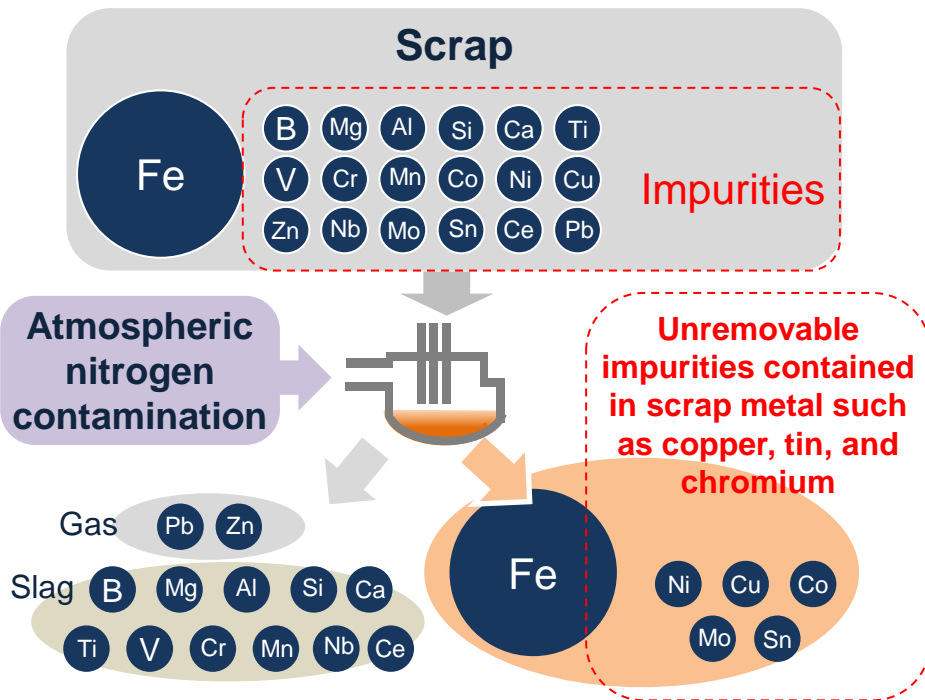 Scrap
Fe
B Mg Al Si Ca Ti
V Cr Mn Co Ni Cu
Zn Nb Mo Sn Ce Pb
Impurities
Atmospheric
nitrogen
contamination
Unremovable
impurities contained
in scrap metal such
as copper, tin, and
chromium
Gas Pb Zn
Slag B Mg Al Si Ca
Ti V Cr Mn Nb Ce
Fe
Ni Cu Co
Mo Sn